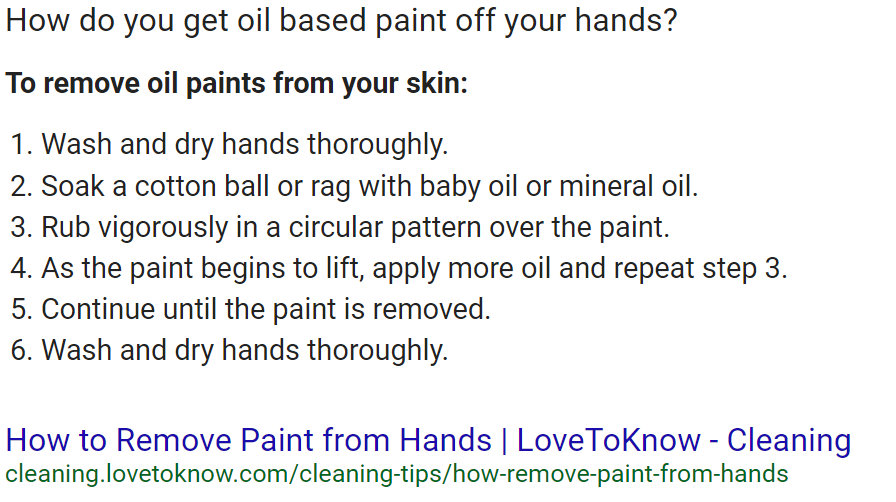 How do you get oil based paint off your hands?
To remove oil paints from your skin:
1. Wash and dry hands thoroughly.
2. Soak a cotton ball or rag with baby oil or mineral oil.
3. Rub vigorously in a circular pattern over the paint.
4. As the paint begins to lift, apply more oil and repeat step 3.
5. Continue until the paint is removed.
6. Wash and dry hands thoroughly.
How to Remove Paint from Hands | LoveToKnow - Cleaning
cleaning.lovetoknow.com/cleaning-tips/how-remove-paint-from-hands